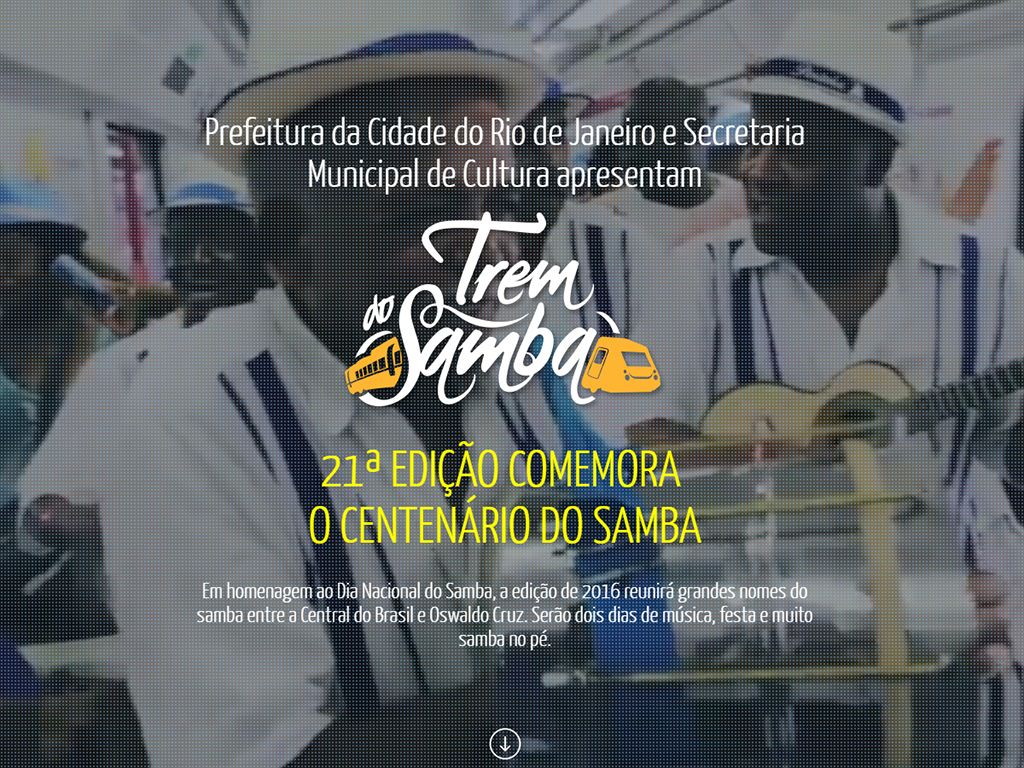 Prefeitura da Cidade do Rio de Janeiro e Secretaria
Municipal de Cultura apresentam
Trem
do
Samba
21ª EDIÇÃO COMEMORA
O CENTENÁRIO DO SAMBA
Em homenagem ao Dia Nacional do Samba, a edição de 2016 reunirá grandes nomes do
samba entre a Central do Brasil e Oswaldo Cruz. Serão dois dias de música, festa e muito
samba no pé.